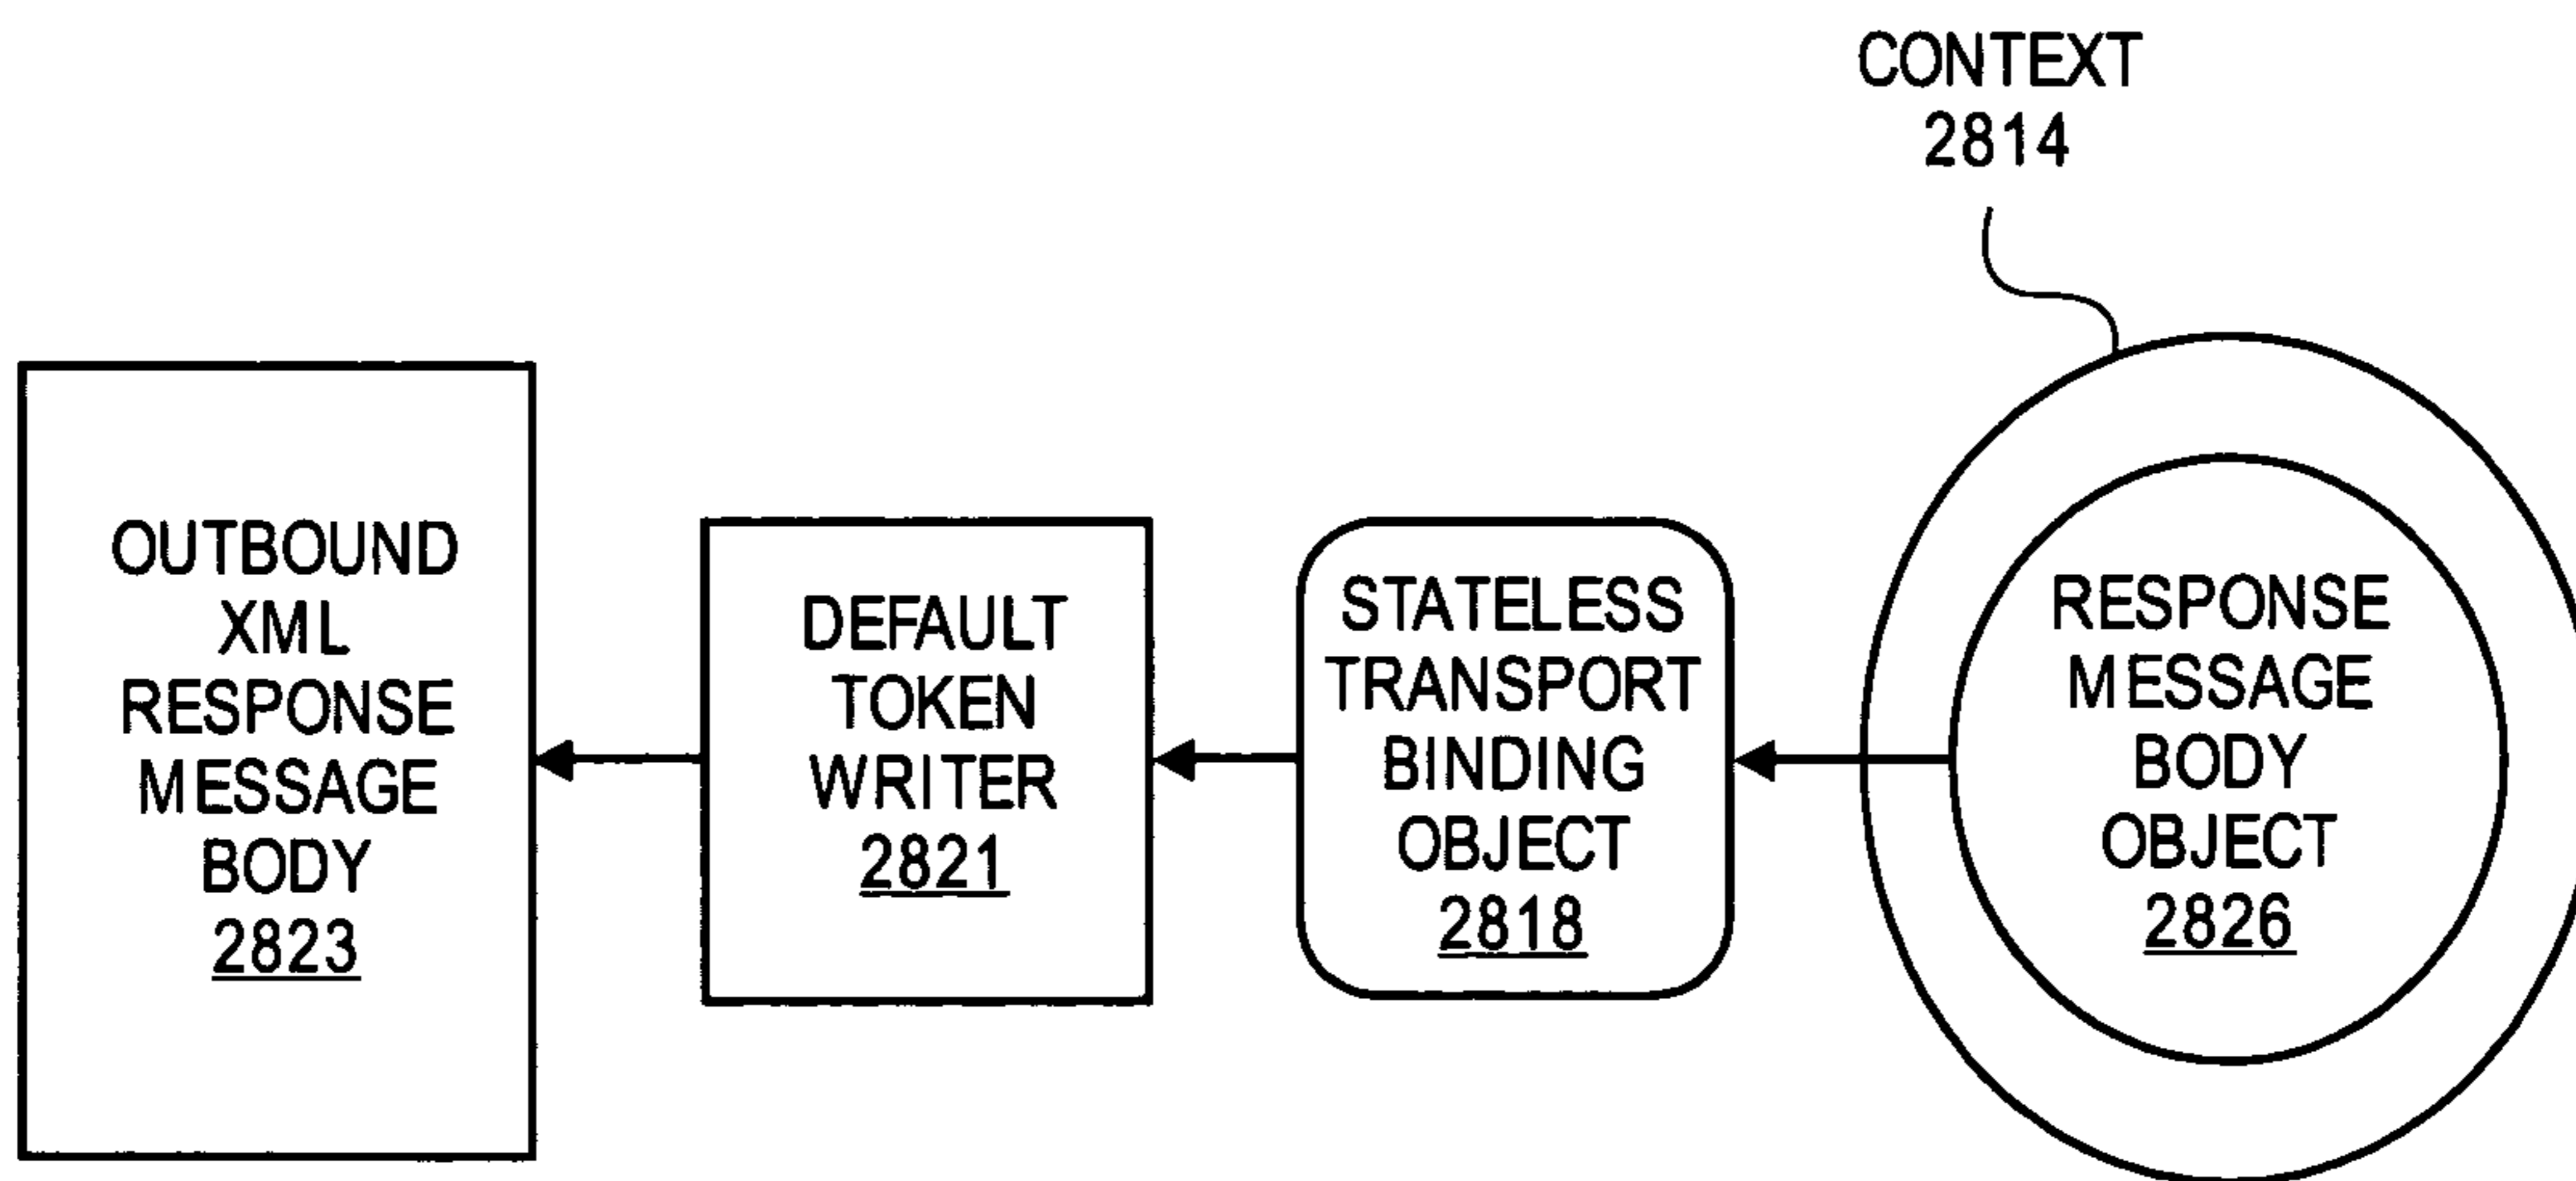 CONTEXT
2814
OUTBOUND
XML
RESPONSE
MESSAGE
BODY
2823
DEFAULT
TOKEN
WRITER
2821
STATELESS
TRANSPORT
BINDING
OBJECT
2818
RESPONSE
MESSAGE
BODY
OBJECT
2826